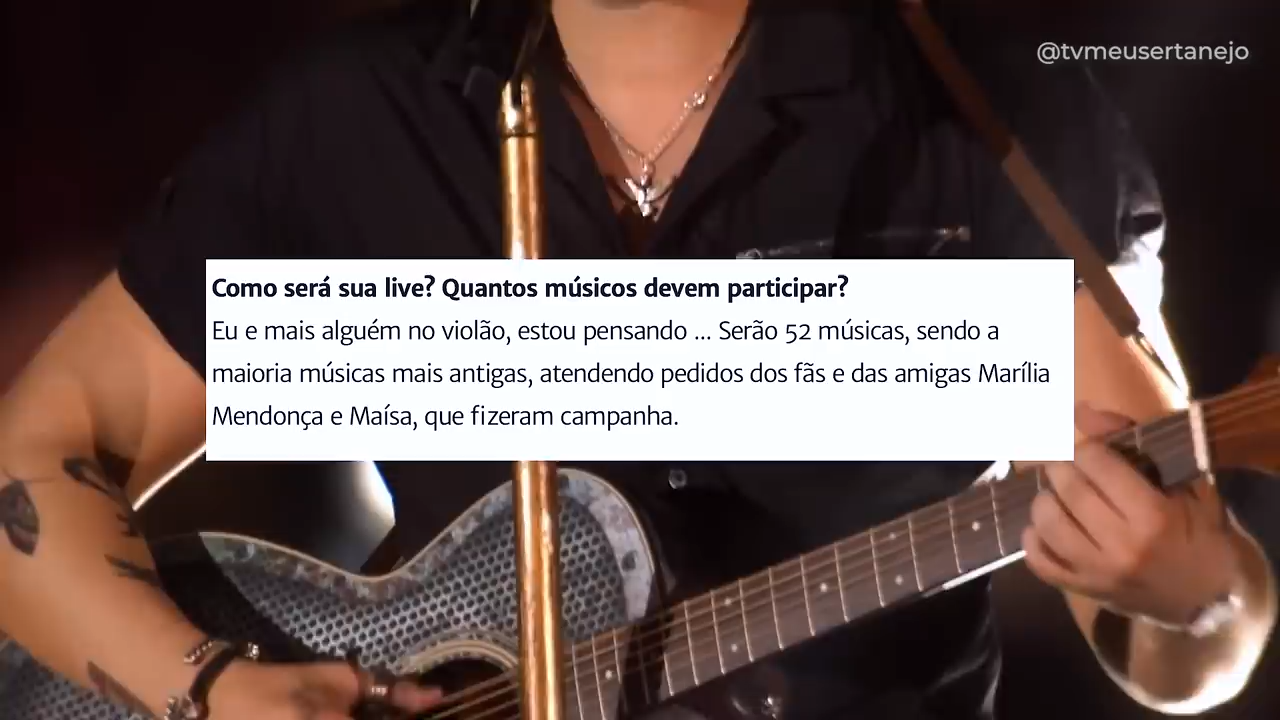 @tvmeusertanejo
Como será sua live? Quantos músicos devem participar?
Eu e mais alguém no violão, estou pensando ... Serão 52 músicas, sendo a
maioria músicas mais antigas, atendendo pedidos dos fãs e das amigas Marília
Mendonça e Maísa, que fizeram campanha.